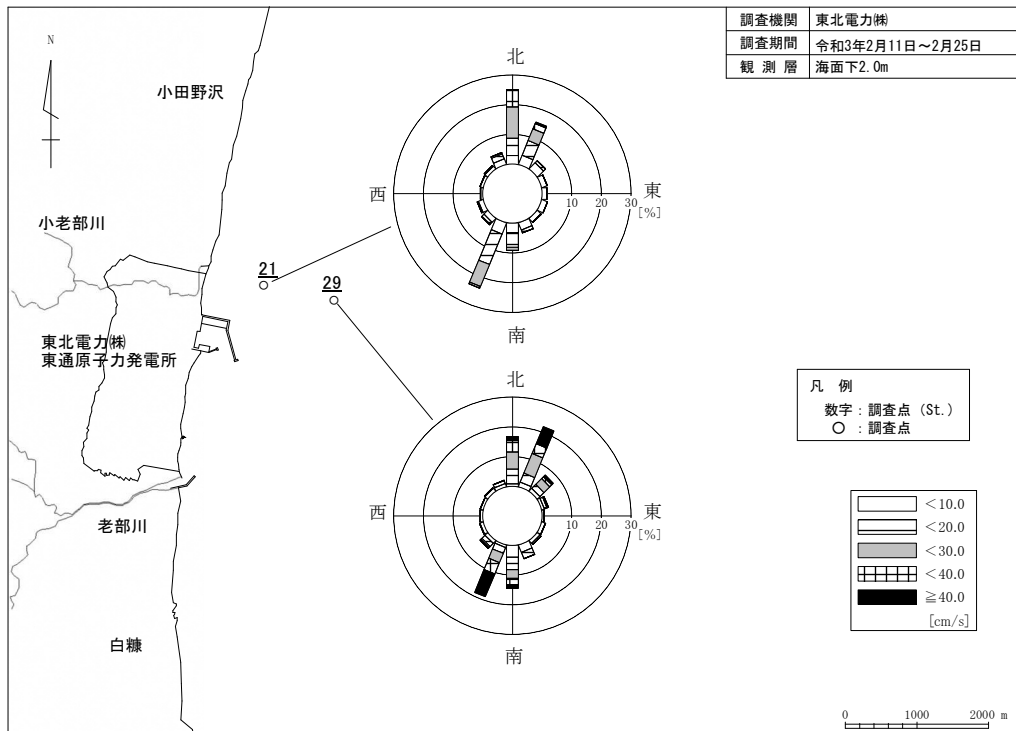 調査機関 東北電力㈱
調査期間 令和3年2月11日～2月25日
観測層 海面下2.0m
N
小田野沢
小老部川
東北電力㈱
東通原子力発電所
老部川
白糠
21
29
北
西
東
10 20 30
[%]
南
北
西
東
10 20 30
[%]
南
凡 例
数字：調査点 (St.)
○ ：調査点
＜10.0
＜20.0
＜30.0
＜40.0
≧40.0
[cm/s]
0 1000 2000 m